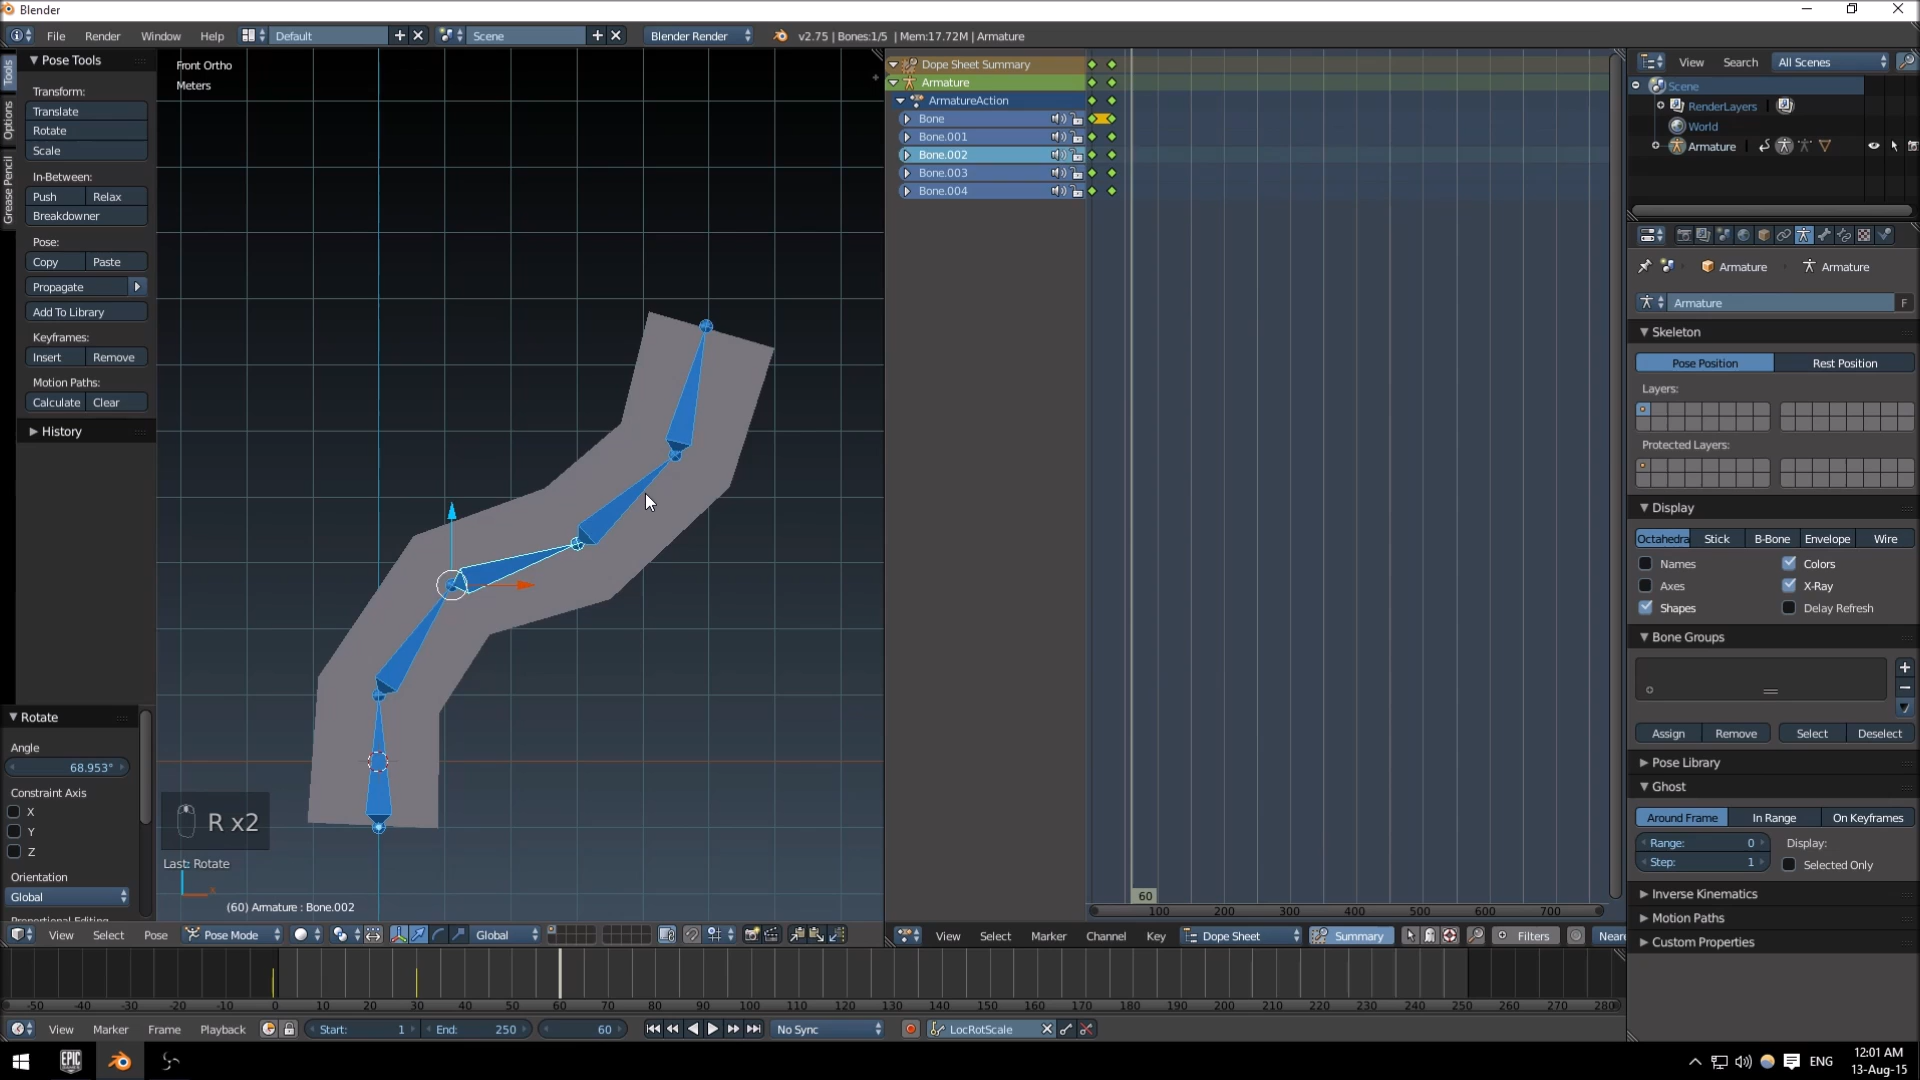 Blender
File Render Window Help Default Scene Blender Render v2.75 | Bones:1/5 | Mem:17.72M | Armature
Tools
Options
Grease Pencil
Pose Tools
Transform:
Translate
Rotate
Scale
In-Between:
Push Relax
Breakdowner
Pose:
Copy Paste
Propagate
Add To Library
Keyframes:
Insert Remove
Motion Paths:
Calculate Clear
History
Rotate
Angle
68.953°
Constraint Axis
X
Y
Z
Orientation
Global
Front Ortho
Meters
R x2
Last: Rotate
(60) Armature : Bone.002
View Select Pose Pose Mode Global
Dope Sheet Summary
Armature
ArmatureAction
Bone
Bone.001
Bone.002
Bone.003
Bone.004
60
100 200 300 400 500 600 700
View Select Marker Channel Key Dope Sheet Summary Filters Near
View Search All Scenes
Scene
RenderLayers
World
Armature
Armature Armature
Armature F
Skeleton
Pose Position Rest Position
Layers:
Protected Layers:
Display
Octahedra Stick B-Bone Envelope Wire
Names Colors
Axes X-Ray
Shapes Delay Refresh
Bone Groups
Assign Remove Select Deselect
Pose Library
Ghost
Around Frame In Range On Keyframes
Range: 0 Display:
Step: 1 Selected Only
Inverse Kinematics
Motion Paths
Custom Properties
-50 -40 -30 -20 -10 0 10 20 30 40 50 60 70 80 90 100 110 120 130 140 150 160 170 180 190 200 210 220 230 240 250 260 270 280
View Marker Frame Playback Start: 1 End: 250 60 No Sync LocRotScale
EPIC
ENG
12:01 AM
13-Aug-15